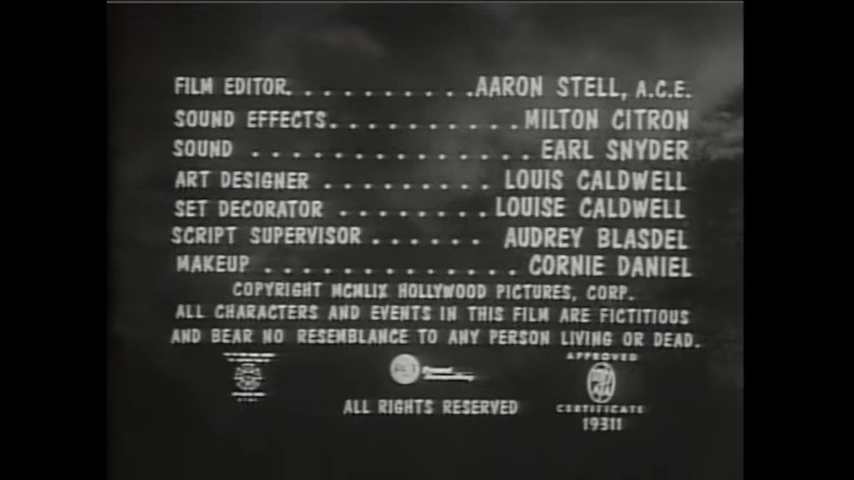 FILM EDITOR. . . . . . . . . . .AARON STELL, A.C.E.
SOUND EFFECTS. . . . . . . . . . .MILTON CITRON
SOUND . . . . . . . . . . . . . . . EARL SNYDER
ART DESIGNER . . . . . . . . . LOUIS CALDWELL
SET DECORATOR . . . . . . . .LOUISE CALDWELL
SCRIPT SUPERVISOR . . . . . . AUDREY BLASDEL
MAKEUP . . . . . . . . . . . . . . CORNIE DANIEL
COPYRIGHT MCMLIX HOLLYWOOD PICTURES, CORP.
ALL CHARACTERS AND EVENTS IN THIS FILM ARE FICTITIOUS
AND BEAR NO RESEMBLANCE TO ANY PERSON LIVING OR DEAD.
APPROVED
ALL RIGHTS RESERVED
CERTIFICATE
19311